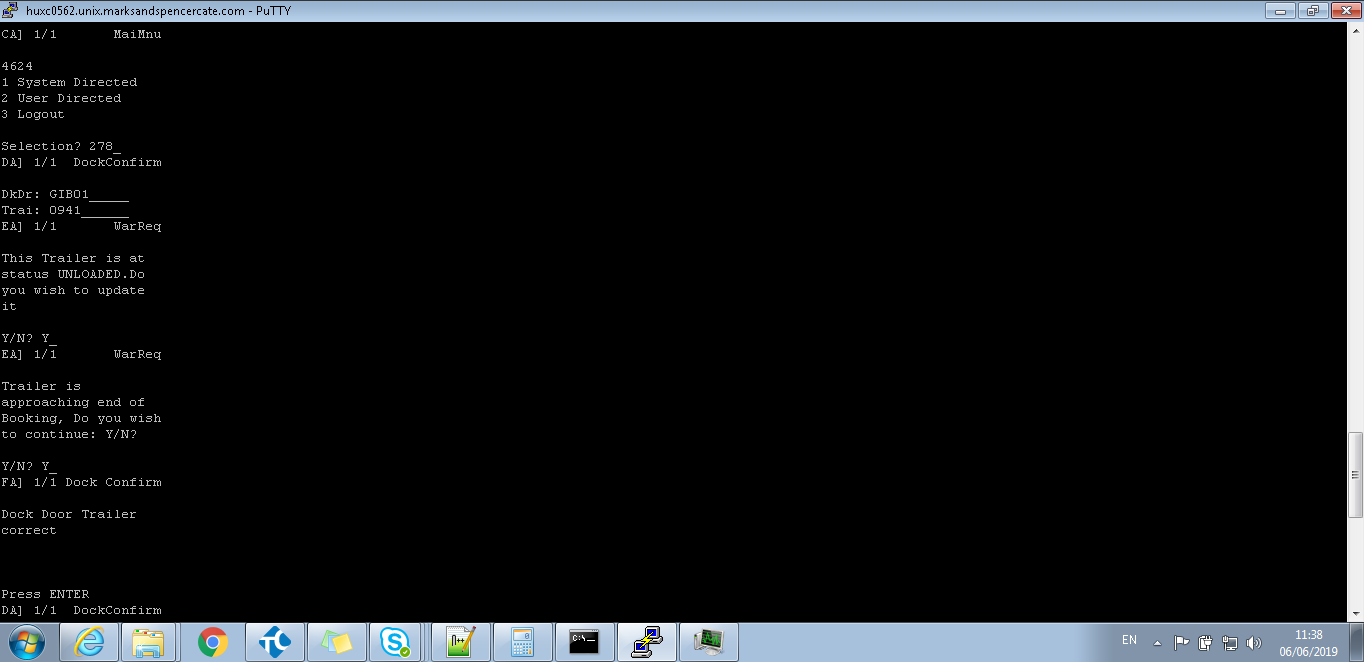 huxc0562.unix.marksandspencercate.com - PuTTY
CA] 1/1       MaiMnu
4624
1 System Directed
2 User Directed
3 Logout
Selection? 278_
DA] 1/1  DockConfirm
DkDr: GIBO1_____
Trai: 0941______
EA] 1/1       WarReq
This Trailer is at
status UNLOADED.Do
you wish to update
it
Y/N? Y_
EA] 1/1       WarReq
Trailer is
approaching end of
Booking, Do you wish
to continue: Y/N?
Y/N? Y_
FA] 1/1 Dock Confirm
Dock Door Trailer
correct
Press ENTER
DA] 1/1  DockConfirm
EN
11:38
06/06/2019